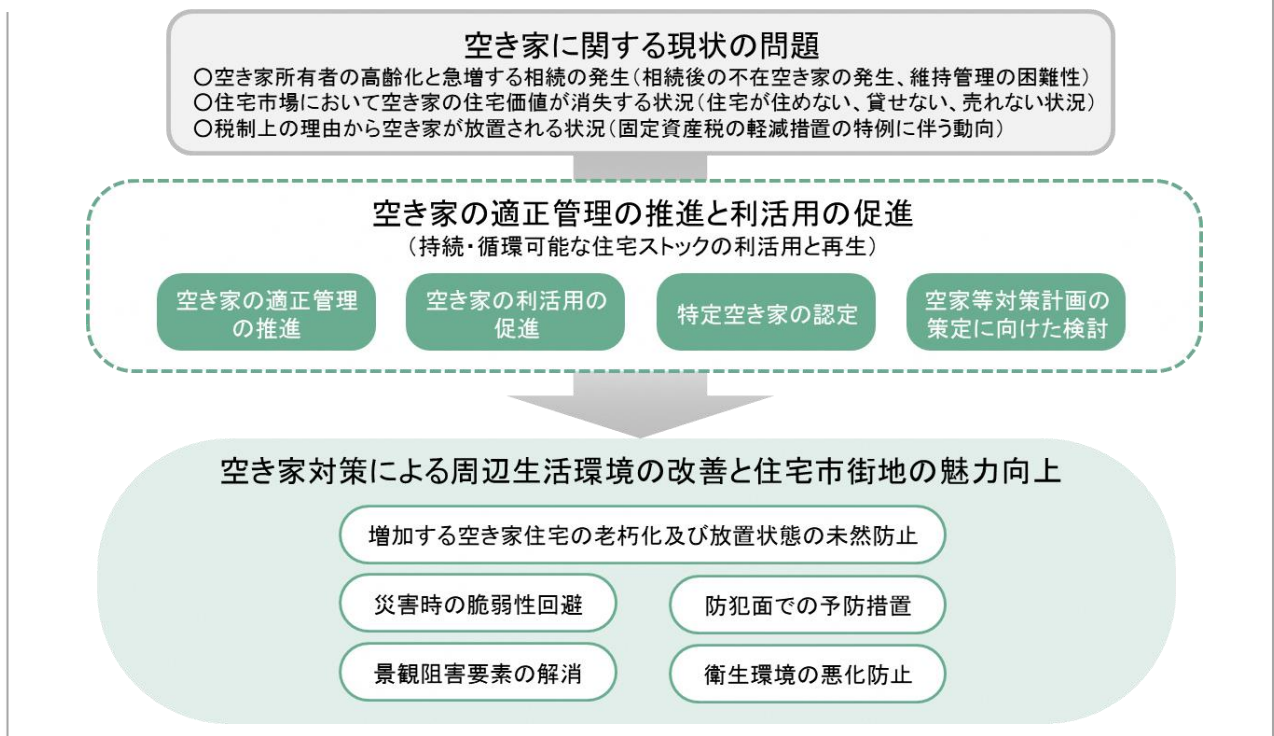 空き家に関する現状の問題
〇空き家所有者の高齢化と急増する相続の発生(相続後の不在空き家の発生、維持管理の困難性)
〇住宅市場において空き家の住宅価値が消失する状況(住宅が住めない、貸せない、売れない状況)
〇税制上の理由から空き家が放置される状況(固定資産税の軽減措置の特例に伴う動向)
空き家の適正管理の推進と利活用の促進
(持続・循環可能な住宅ストックの利活用と再生)
空き家の適正管理
の推進
空き家の利活用の
促進
特定空き家の認定
空家等対策計画の
策定に向けた検討
空き家対策による周辺生活環境の改善と住宅市街地の魅力向上
増加する空き家住宅の老朽化及び放置状態の未然防止
災害時の脆弱性回避
防犯面での予防措置
景観阻害要素の解消
衛生環境の悪化防止